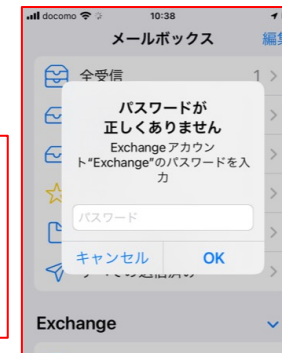 docomo 10:38
メールボックス 編集
全受信 1
パスワードが
正しくありません
Exchangeアカウン
ト“Exchange”のパスワードを入
力
パスワード
キャンセル OK
Exchange